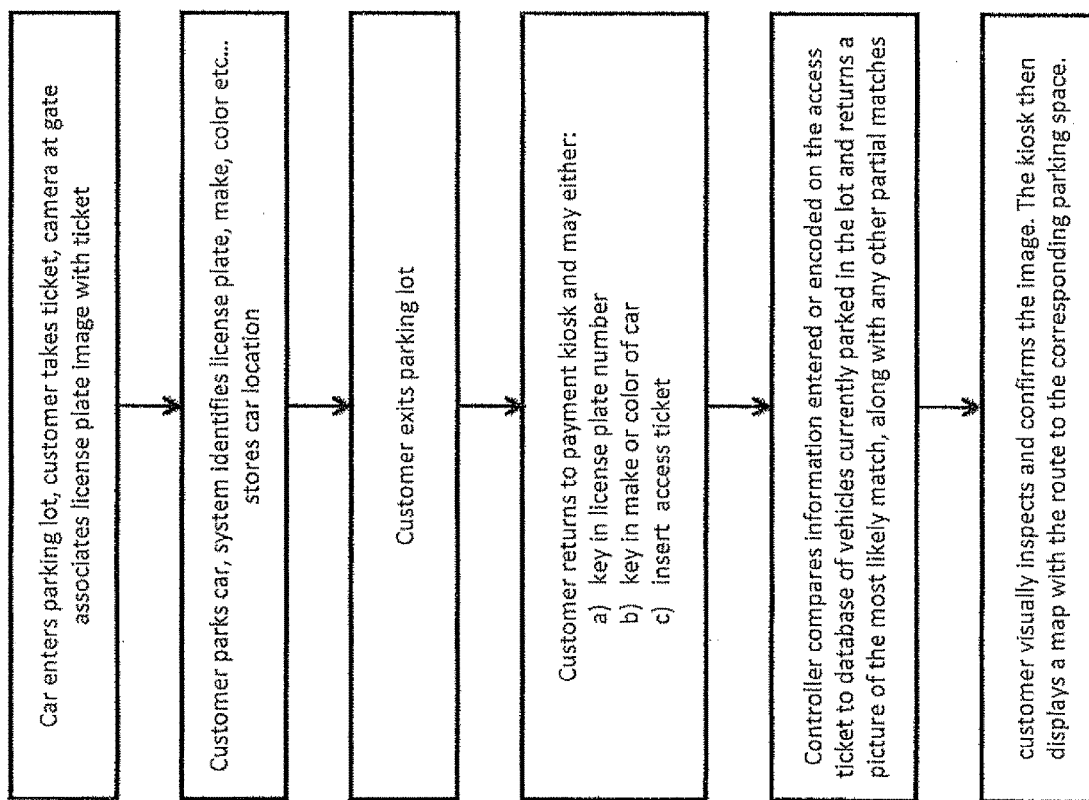 Car enters parking lot, customer takes ticket, camera at gate
associates license plate image with ticket
Customer parks car, system identifies license plate, make, color etc...
stores car location
Customer exits parking lot
Customer returns to payment kiosk and may either:
a) key in license plate number
b) key in make or color of car
c) insert access ticket
Controller compares information entered or encoded on the access
ticket to database of vehicles currently parked in the lot and returns a
picture of the most likely match, along with any other partial matches
customer visually inspects and confirms the image. The kiosk then
displays a map with the route to the corresponding parking space.